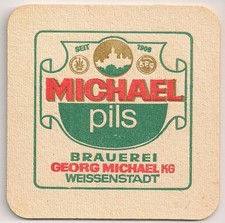 SEIT 1906
MICHAEL
pils
BRAUEREI
GEORG MICHAEL KG
WEISSENSTADT